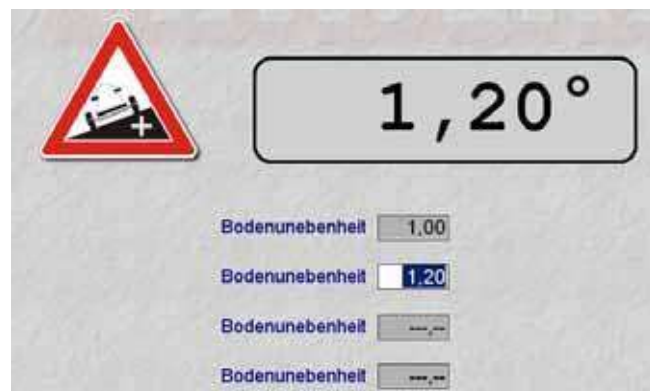 1,20°
Bodenunebenheit 1,00
Bodenunebenheit 1,20
Bodenunebenheit ---,--
Bodenunebenheit ---,--